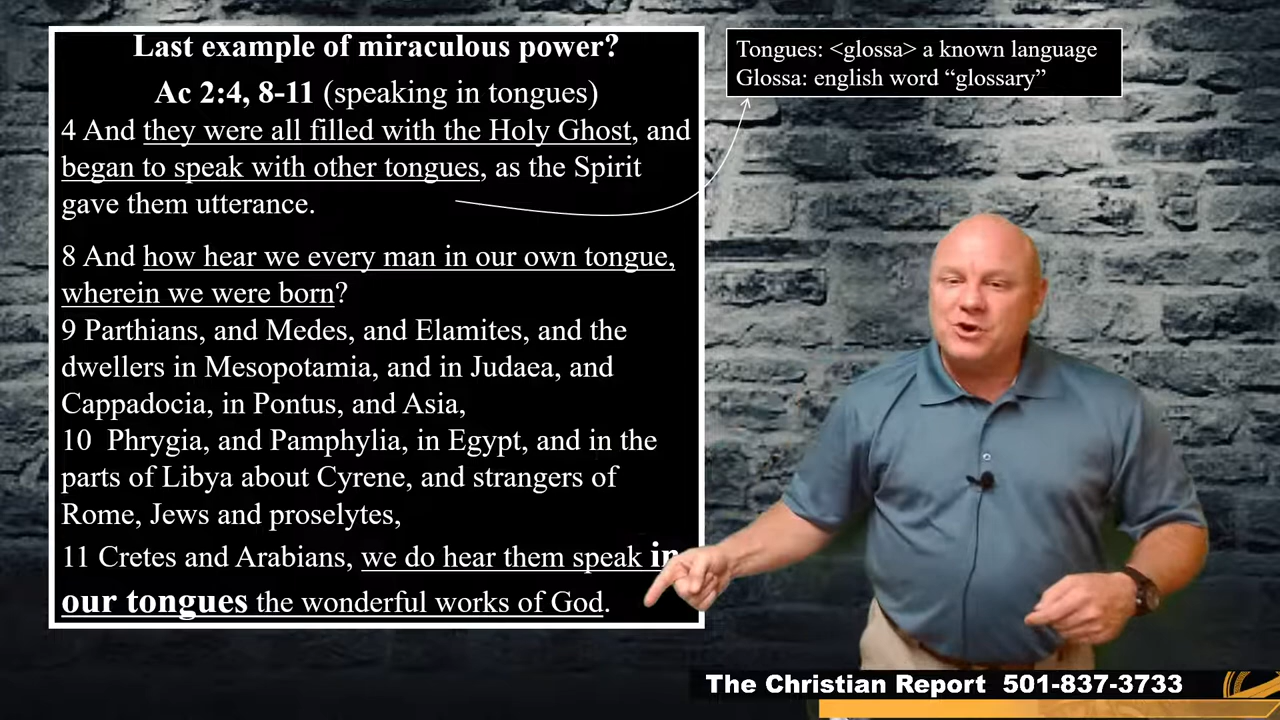 Last example of miraculous power?
Ac 2:4, 8-11 (speaking in tongues)
4 And they were all filled with the Holy Ghost, and
began to speak with other tongues, as the Spirit
gave them utterance.
8 And how hear we every man in our own tongue,
wherein we were born?
9 Parthians, and Medes, and Elamites, and the
dwellers in Mesopotamia, and in Judaea, and
Cappadocia, in Pontus, and Asia,
10 Phrygia, and Pamphylia, in Egypt, and in the
parts of Libya about Cyrene, and strangers of
Rome, Jews and proselytes,
11 Cretes and Arabians, we do hear them speak in
our tongues the wonderful works of God.
Tongues: <glossa> a known language
Glossa: english word “glossary”
The Christian Report 501-837-3733